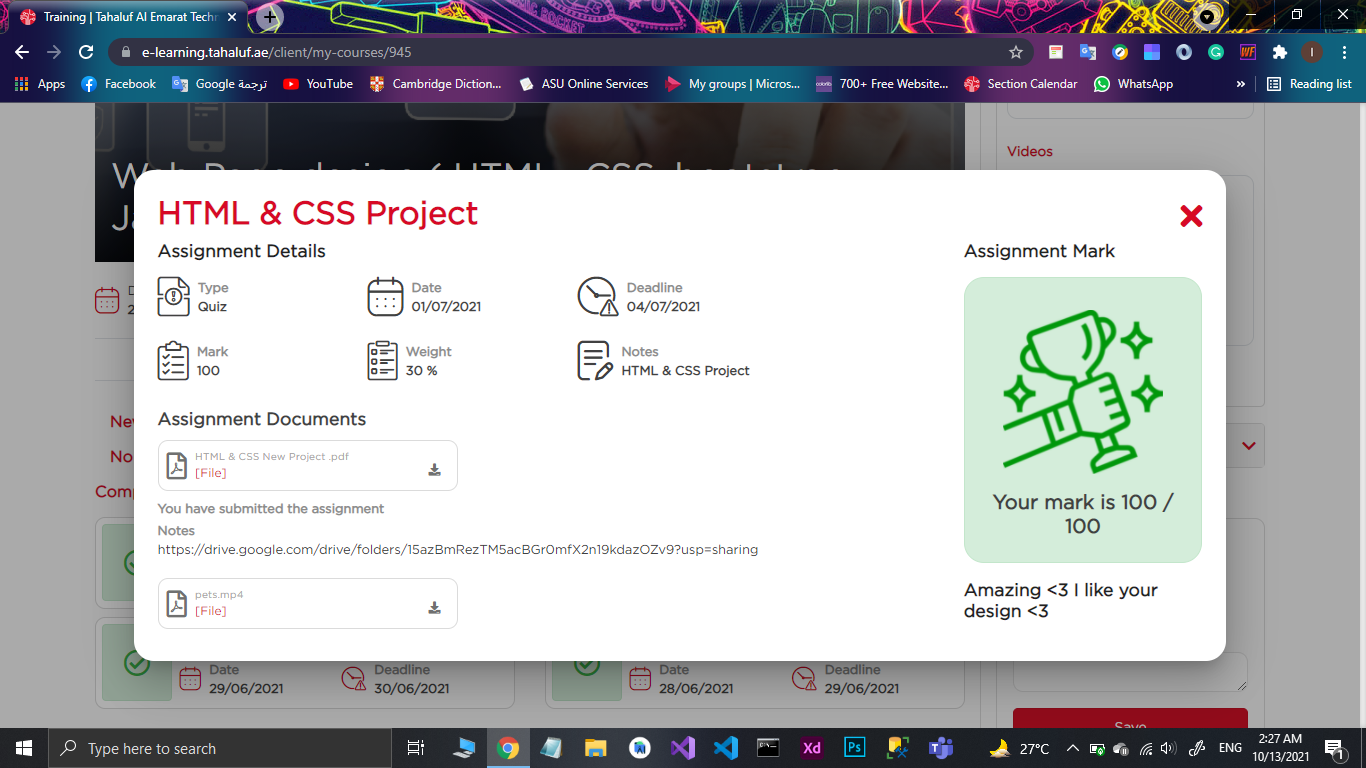 Training | Tahaluf Al Emarat Techn
e-learning.tahaluf.ae/client/my-courses/945
Apps
Facebook
ترجمة Google
YouTube
Cambridge Diction...
ASU Online Services
My groups | Micros...
700+ Free Website...
Section Calendar
WhatsApp
»
Reading list
Videos
HTML & CSS Project
Assignment Details
Assignment Mark
Type
Quiz
Date
01/07/2021
Deadline
04/07/2021
Mark
100
Weight
30 %
Notes
HTML & CSS Project
Assignment Documents
HTML & CSS New Project .pdf
[File]
You have submitted the assignment
Notes
https://drive.google.com/drive/folders/15azBmRezTM5acBGr0mfX2n19kdazOZv9?usp=sharing
pets.mp4
[File]
Your mark is 100 /
100
Amazing <3 I like your
design <3
Date
29/06/2021
Deadline
30/06/2021
Date
28/06/2021
Deadline
29/06/2021
Save
Type here to search
Xd
Ps
27°C
ENG
2:27 AM
10/13/2021
1